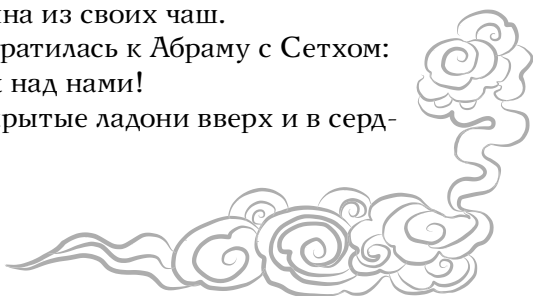 на из своих чаш.
ратилась к Абраму с Сетхом:
над нами!
рытые ладони вверх и в серд-